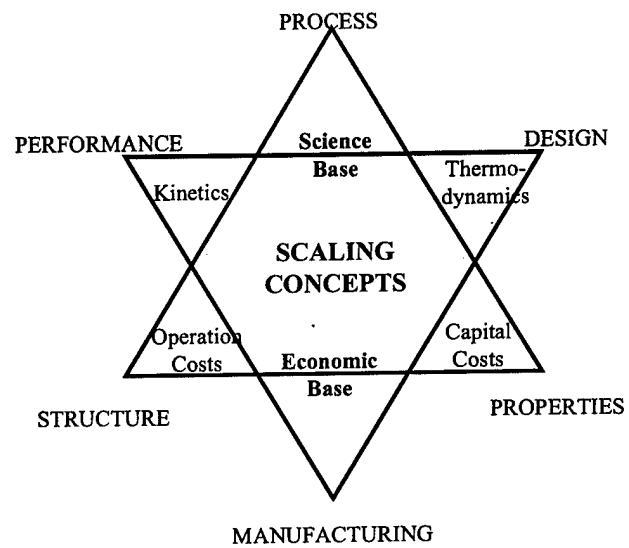 PROCESS
PERFORMANCE
Science
DESIGN
Base
Thermo-
dynamics
Kinetics
SCALING
CONCEPTS
Operation
Costs
Economic
Base
Capital
Costs
STRUCTURE
PROPERTIES
MANUFACTURING